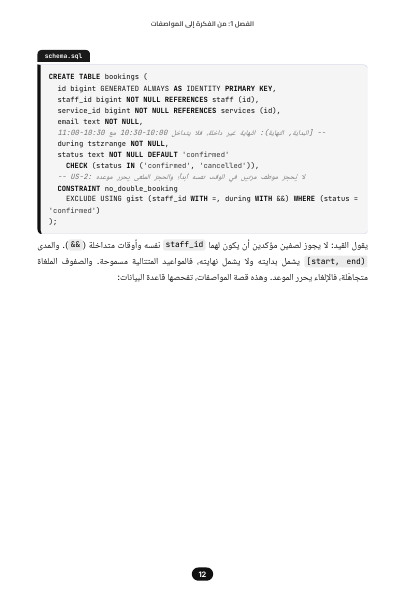 الفصل 1: من الفكرة إلى المواصفات
schema.sql
CREATE TABLE bookings (
id bigint GENERATED ALWAYS AS IDENTITY PRIMARY KEY,
staff_id bigint NOT NULL REFERENCES staff (id),
service_id bigint NOT NULL REFERENCES services (id),
email text NOT NULL,
-- [البداية, النهاية): النهاية غير داخلة، فلا يتداخل 10:00-10:30 مع 10:30-11:00
during tstzrange NOT NULL,
status text NOT NULL DEFAULT 'confirmed'
CHECK (status IN ('confirmed', 'cancelled')),
-- US-2: لا يُحجز موظف مرّتين في الوقت نفسه أبدًا، والحجز الملغى يحرر موعده
CONSTRAINT no_double_booking
EXCLUDE USING gist (staff_id WITH =, during WITH &&) WHERE (status =
'confirmed')
);
يقول القيد: لا يجوز لصفين مؤكدين أن يكون لهما staff_id نفسه وأوقات متداخلة (&&). والمدى
[start, end) يشمل بدايته ولا يشمل نهايته، فالمواعيد المتتالية مسموحة. والصفوف الملغاة
متجاهَلة، فالإلغاء يحرر الموعد. وهذه قصة المواصفات، تفحصها قاعدة البيانات:
12